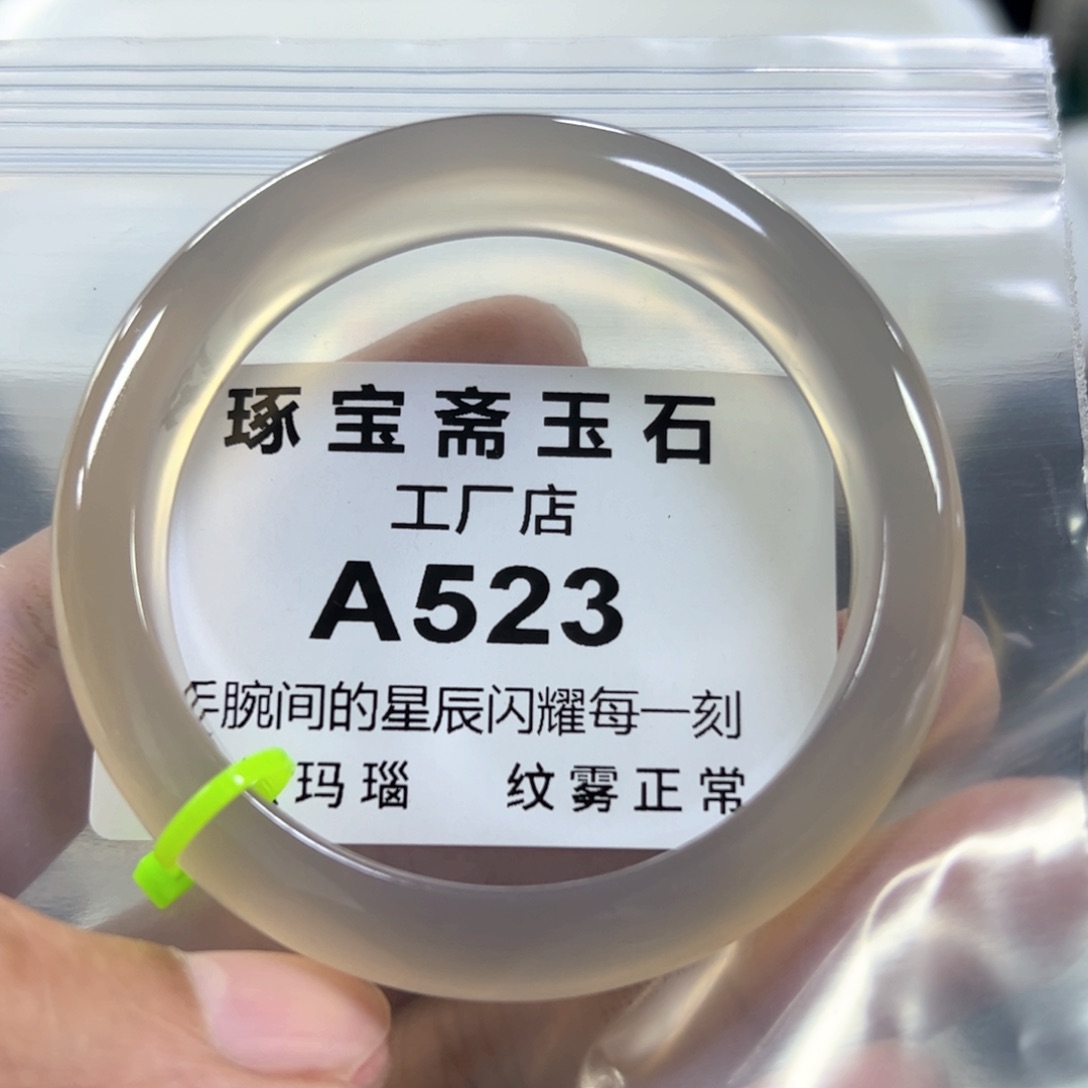 琢宝斋玉石
工厂店
A523
腕间的星辰闪耀每一刻
玛瑙 纹雾正常